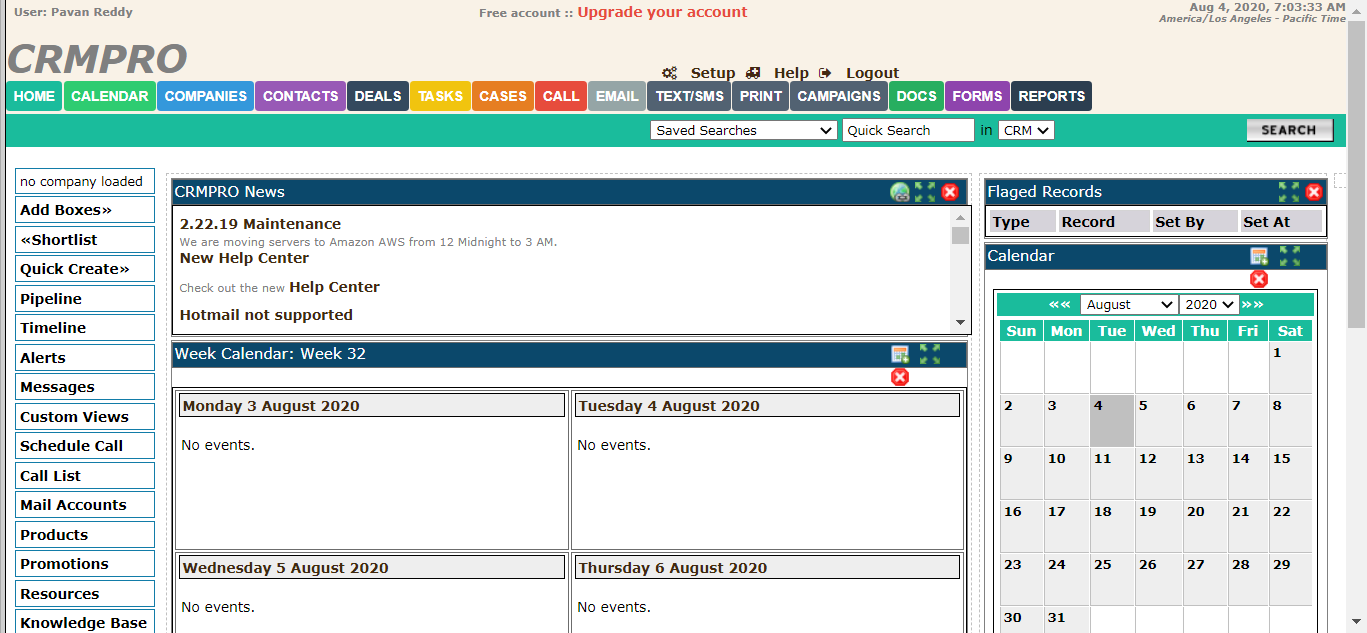 User: Pavan Reddy
Free account :: Upgrade your account
Aug 4, 2020, 7:03:33 AM
America/Los Angeles - Pacific Time
CRMPRO
Setup Help Logout
HOME CALENDAR COMPANIES CONTACTS DEALS TASKS CASES CALL EMAIL TEXT/SMS PRINT CAMPAIGNS DOCS FORMS REPORTS
Saved Searches Quick Search in CRM SEARCH
no company loaded
Add Boxes»
«Shortlist
Quick Create»
Pipeline
Timeline
Alerts
Messages
Custom Views
Schedule Call
Call List
Mail Accounts
Products
Promotions
Resources
Knowledge Base
CRMPRO News
2.22.19 Maintenance
We are moving servers to Amazon AWS from 12 Midnight to 3 AM.
New Help Center
Check out the new Help Center
Hotmail not supported
Week Calendar: Week 32
Monday 3 August 2020
No events.
Tuesday 4 August 2020
No events.
Wednesday 5 August 2020
No events.
Thursday 6 August 2020
No events.
Flaged Records
Type Record Set By Set At
Calendar
«« August 2020 »»
Sun Mon Tue Wed Thu Fri Sat
1
2 3 4 5 6 7 8
9 10 11 12 13 14 15
16 17 18 19 20 21 22
23 24 25 26 27 28 29
30 31